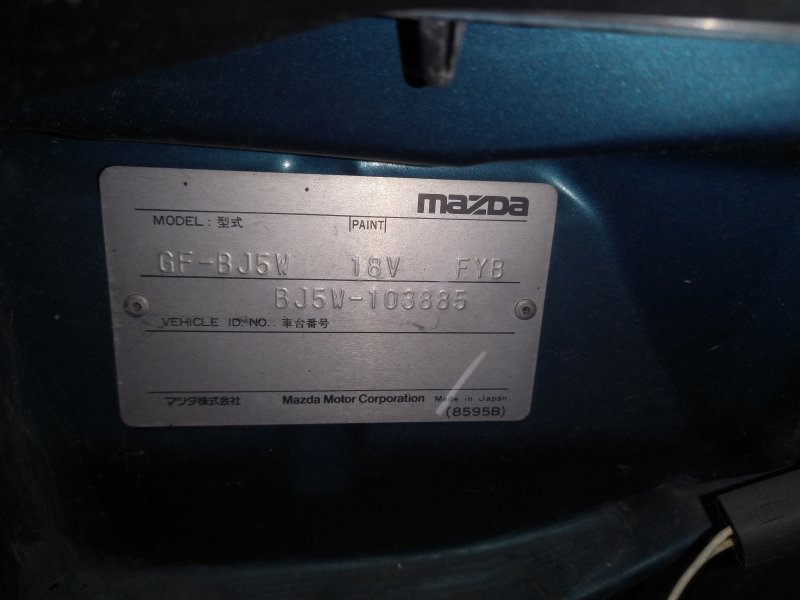 mazda
MODEL : 型式 PAINT
GF-BJ5W 18V FYB
BJ5W-103885
VEHICLE ID. NO. : 車台番号
マツダ株式会社 Mazda Motor Corporation Made in Japan
(8595B)